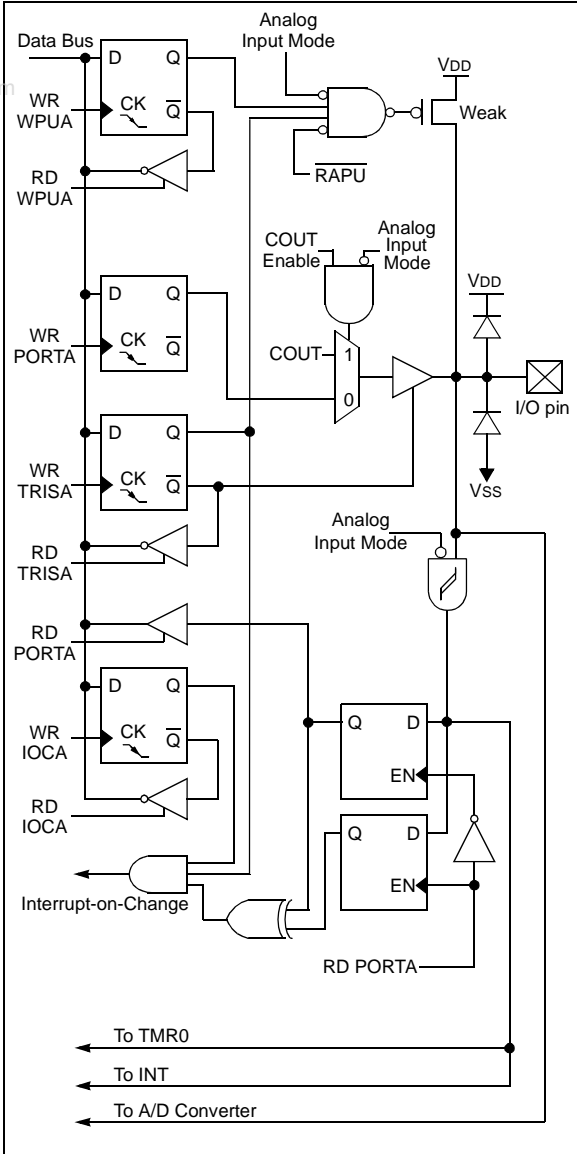 Analog
Input Mode
Data Bus
D Q
VDD
m
WR
WPUA
CK
Q
Weak
RD
WPUA
RAPU
COUT
Enable
Analog
Input
Mode
D Q
VDD
WR
PORTA
CK
Q
COUT
1
0
I/O pin
D Q
WR
TRISA
CK
Q
VSS
Analog
Input Mode
RD
TRISA
RD
PORTA
D Q
WR
IOCA
CK
Q
Q D
EN
RD
IOCA
Q D
EN
Interrupt-on-Change
RD PORTA
To TMR0
To INT
To A/D Converter